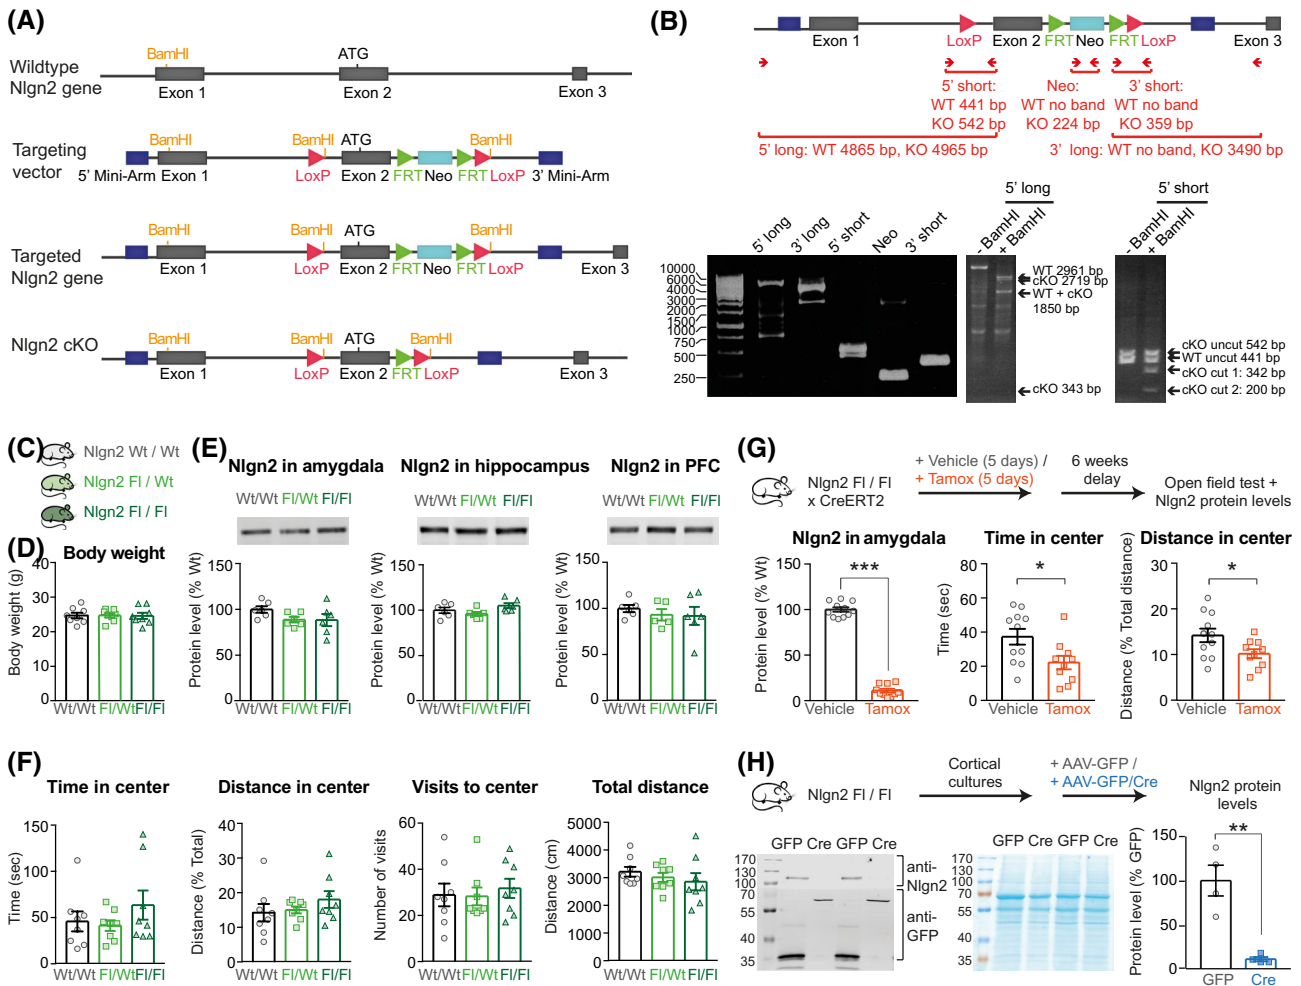 (A)
Wildtype
Nlgn2 gene
BamHI
ATG
Exon 1
Exon 2
Exon 3
Targeting
vector
BamHI
BamHI
ATG
BamHI
5' Mini-Arm
Exon 1
LoxP
Exon 2
FRT
Neo
FRT
LoxP
3' Mini-Arm
Targeted
Nlgn2 gene
BamHI
BamHI
ATG
BamHI
Exon 1
LoxP
Exon 2
FRT
Neo
FRT
LoxP
Exon 3
Nlgn2 cKO
BamHI
BamHI
ATG
BamHI
Exon 1
LoxP
Exon 2
FRT
LoxP
Exon 3
(B)
Exon 1
LoxP
Exon 2
FRT
Neo
FRT
LoxP
Exon 3
5' short:
WT 441 bp
KO 542 bp
Neo:
WT no band
KO 224 bp
3' short:
WT no band
KO 359 bp
5' long: WT 4865 bp, KO 4965 bp
3' long: WT no band, KO 3490 bp
5' long
3' long
5' short
Neo
3' short
10000
6000
4000
3000
2000
1500
1000
750
500
250
5' long
- BamHI
+ BamHI
WT 2961 bp
cKO 2719 bp
WT + cKO
1850 bp
cKO 343 bp
5' short
- BamHI
+ BamHI
cKO uncut 542 bp
WT uncut 441 bp
cKO cut 1: 342 bp
cKO cut 2: 200 bp
(C)
Nlgn2 Wt / Wt
Nlgn2 Fl / Wt
Nlgn2 Fl / Fl
(D)
Body weight
Body weight (g)
40
30
20
10
0
Wt/Wt
Fl/Wt
Fl/Fl
(E)
Nlgn2 in amygdala
Wt/Wt
Fl/Wt
Fl/Fl
Protein level (% Wt)
150
100
50
0
Wt/Wt
Fl/Wt
Fl/Fl
Nlgn2 in hippocampus
Wt/Wt
Fl/Wt
Fl/Fl
Protein level (% Wt)
150
100
50
0
Wt/Wt
Fl/Wt
Fl/Fl
Nlgn2 in PFC
Wt/Wt
Fl/Wt
Fl/Fl
Protein level (% Wt)
150
100
50
0
Wt/Wt
Fl/Wt
Fl/Fl
(F)
Time in center
Time (sec)
150
100
50
0
Wt/Wt
Fl/Wt
Fl/Fl
Distance in center
Distance (% Total)
40
30
20
10
0
Wt/Wt
Fl/Wt
Fl/Fl
Visits to center
Number of visits
60
40
20
0
Wt/Wt
Fl/Wt
Fl/Fl
Total distance
Distance (cm)
5000
4000
3000
2000
1000
0
Wt/Wt
Fl/Wt
Fl/Fl
(G)
Nlgn2 Fl / Fl
x CreERT2
+ Vehicle (5 days) /
+ Tamox (5 days)
6 weeks
delay
Open field test +
Nlgn2 protein levels
Nlgn2 in amygdala
Protein level (% Wt)
150
100
50
0
***
Vehicle
Tamox
Time in center
Time (sec)
80
60
40
20
0
*
Vehicle
Tamox
Distance in center
Distance (% Total distance)
30
20
10
0
*
Vehicle
Tamox
(H)
Nlgn2 Fl / Fl
Cortical
cultures
+ AAV-GFP /
+ AAV-GFP/Cre
GFP Cre GFP Cre
170
130
100
70
55
40
35
anti-
Nlgn2
anti-
GFP
GFP Cre GFP Cre
170
130
100
70
55
40
35
Nlgn2 protein
levels
Protein level (% GFP)
150
100
50
0
**
GFP
Cre